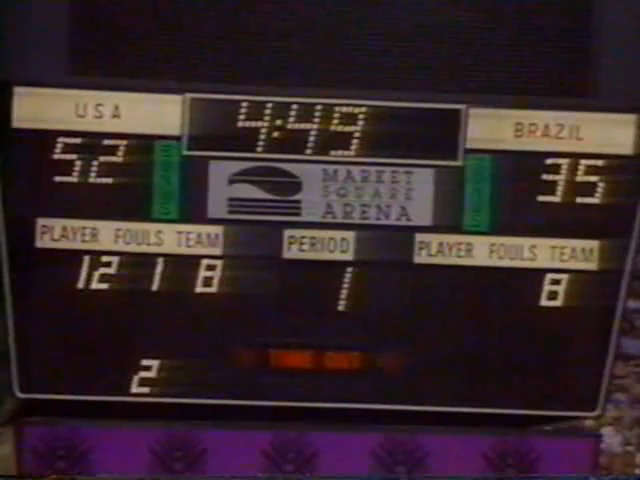 USA 4:49 BRAZIL
52 MARKET SQUARE ARENA 35
PLAYER FOULS TEAM PERIOD PLAYER FOULS TEAM
12 1 8 1 8
TIME OUT
2